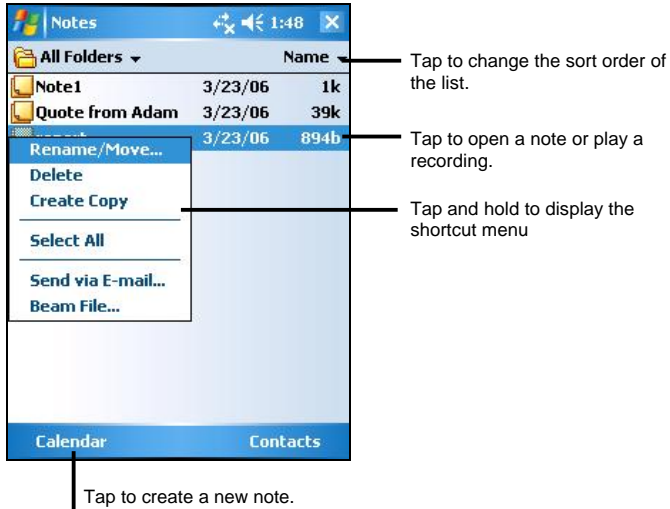 Notes 1:48
All Folders Name
Note1 3/23/06 1k
Quote from Adam 3/23/06 39k
3/23/06 894b
Rename/Move...
Delete
Create Copy
Select All
Send via E-mail...
Beam File...
Calendar Contacts
Tap to change the sort order of
the list.
Tap to open a note or play a
recording.
Tap and hold to display the
shortcut menu
Tap to create a new note.